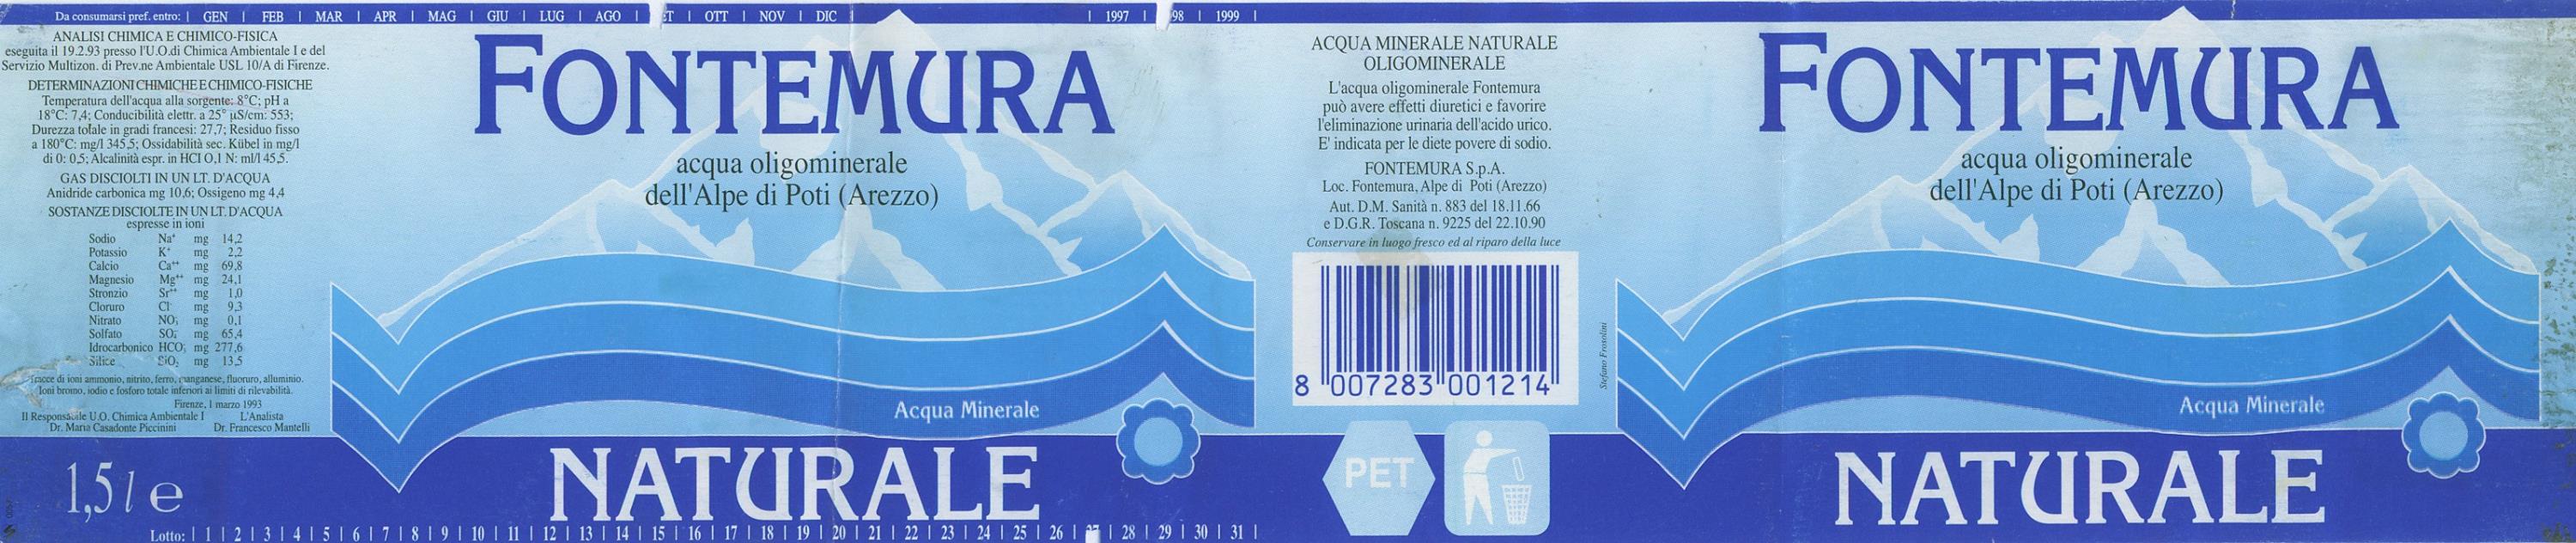 Da consumarsi pref. entro: | GEN | FEB | MAR | APR | MAG | GIU | LUG | AGO | ET | OTT | NOV | DIC
| 1997 | 98 | 1999 |
ANALISI CHIMICA E CHIMICO-FISICA
eseguita il 19.2.93 presso l'U.O.di Chimica Ambientale I e del
Servizio Multizon. di Prev.ne Ambientale USL 10/A di Firenze.
DETERMINAZIONI CHIMICHE E CHIMICO-FISICHE
Temperatura dell'acqua alla sorgente: 8°C; pH a
18°C: 7,4; Conducibilità elettr. a 25° µS/cm: 553;
Durezza totale in gradi francesi: 27,7; Residuo fisso
a 180°C: mg/l 345,5; Ossidabilità sec. Kübel in mg/l
di 0: 0,5; Alcalinità espr. in HCl O,1 N: ml/l 45,5.
GAS DISCIOLTI IN UN LT. D'ACQUA
Anidride carbonica mg 10,6; Ossigeno mg 4,4
SOSTANZE DISCIOLTE IN UN LT. D'ACQUA
espresse in ioni
Sodio Na⁺ mg 14,2
Potassio K⁺ mg 2,2
Calcio Ca⁺⁺ mg 69,8
Magnesio Mg⁺⁺ mg 24,1
Stronzio Sr⁺⁺ mg 1,0
Cloruro Cl⁻ mg 9,3
Nitrato NO₃⁻ mg 0,1
Solfato SO₄⁻ mg 65,4
Idrocarbonico HCO₃⁻ mg 277,6
Silice SiO₂ mg 13,5
Tracce di ioni ammonio, nitrito, ferro, manganese, fluoruro, alluminio.
Ioni bromo, iodio e fosforo totale inferiori ai limiti di rilevabilità.
Firenze, 1 marzo 1993
Il Responsabile U.O. Chimica Ambientale I L'Analista
Dr. Maria Casadonte Piccinini Dr. Francesco Mantelli
1,5 l e
FONTEMURA
acqua oligominerale
dell'Alpe di Poti (Arezzo)
Acqua Minerale
NATURALE
Lotto: | 1 | 2 | 3 | 4 | 5 | 6 | 7 | 8 | 9 | 10 | 11 | 12 | 13 | 14 | 15 | 16 | 17 | 18 | 19 | 20 | 21 | 22 | 23 | 24 | 25 | 26 | 27 | 28 | 29 | 30 | 31 |
ACQUA MINERALE NATURALE
OLIGOMINERALE
L'acqua oligominerale Fontemura
può avere effetti diuretici e favorire
l'eliminazione urinaria dell'acido urico.
E' indicata per le diete povere di sodio.
FONTEMURA S.p.A.
Loc. Fontemura, Alpe di Poti (Arezzo)
Aut. D.M. Sanità n. 883 del 18.11.66
e D.G.R. Toscana n. 9225 del 22.10.90
Conservare in luogo fresco ed al riparo della luce
8 007283 001214
PET
Stefano Frosolini
FONTEMURA
acqua oligominerale
dell'Alpe di Poti (Arezzo)
Acqua Minerale
NATURALE